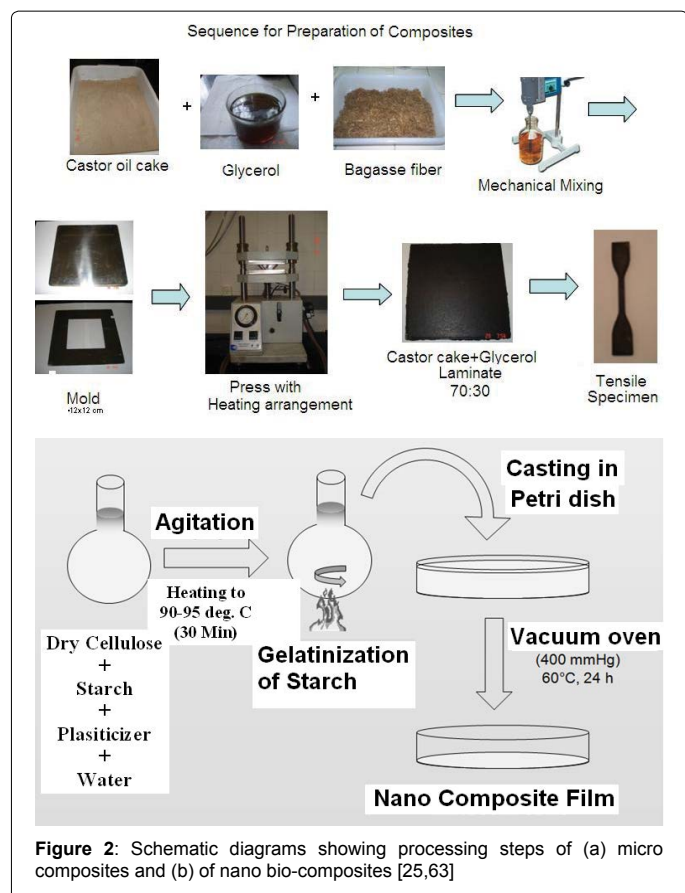 Sequence for Preparation of Composites
+
+
Castor oil cake
Glycerol
Bagasse fiber
Mechanical Mixing
Mold
•12x12 cm
Press with
Heating arrangement
Castor cake+Glycerol
Laminate
70:30
Tensile
Specimen
Agitation
Heating to
90-95 deg. C
(30 Min)
Dry Cellulose
+
Starch
+
Plasiticizer
+
Water
Gelatinization
of Starch
Casting in
Petri dish
Vacuum oven
(400 mmHg)
60°C, 24 h
Nano Composite Film
Figure 2: Schematic diagrams showing processing steps of (a) micro
composites and (b) of nano bio-composites [25,63]